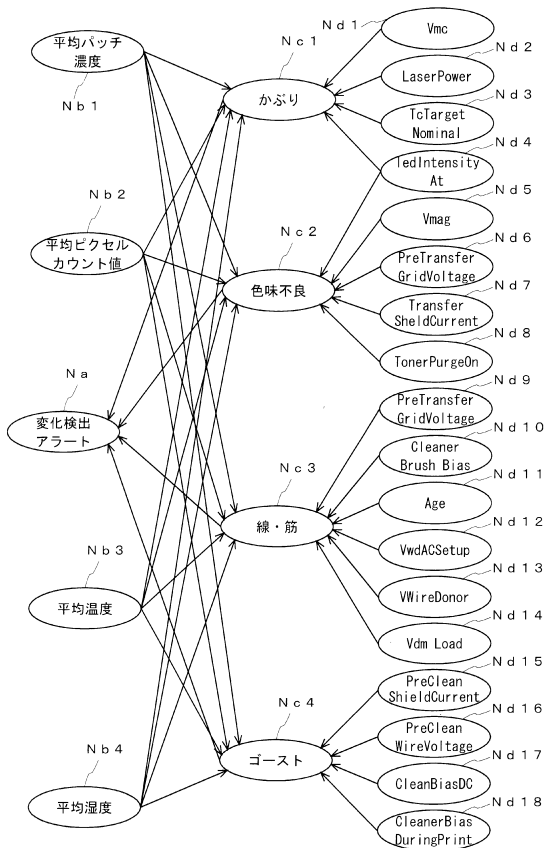 平均パッチ
濃度
Ｎｂ１
Ｎｂ２
平均ピクセル
カウント値
Ｎａ
変化検出
アラート
Ｎｂ３
平均温度
Ｎｂ４
平均湿度
Ｎｃ１
かぶり
Ｎｃ２
色味不良
Ｎｃ３
線・筋
Ｎｃ４
ゴースト
Ｎｄ１
Vmc
Ｎｄ２
LaserPower
Ｎｄ３
TcTarget
Nominal
Ｎｄ４
ledIntensity
At
Ｎｄ５
Vmag
Ｎｄ６
PreTransfer
GridVoltage
Ｎｄ７
Transfer
SheldCurrent
Ｎｄ８
TonerPurgeOn
Ｎｄ９
PreTransfer
GridVoltage
Ｎｄ１０
Cleaner
Brush Bias
Ｎｄ１１
Age
Ｎｄ１２
VwdACSetup
Ｎｄ１３
VWireDonor
Ｎｄ１４
Vdm Load
Ｎｄ１５
PreClean
ShieldCurrent
Ｎｄ１６
PreClean
WireVoltage
Ｎｄ１７
CleanBiasDC
Ｎｄ１８
CleanerBias
DuringPrint